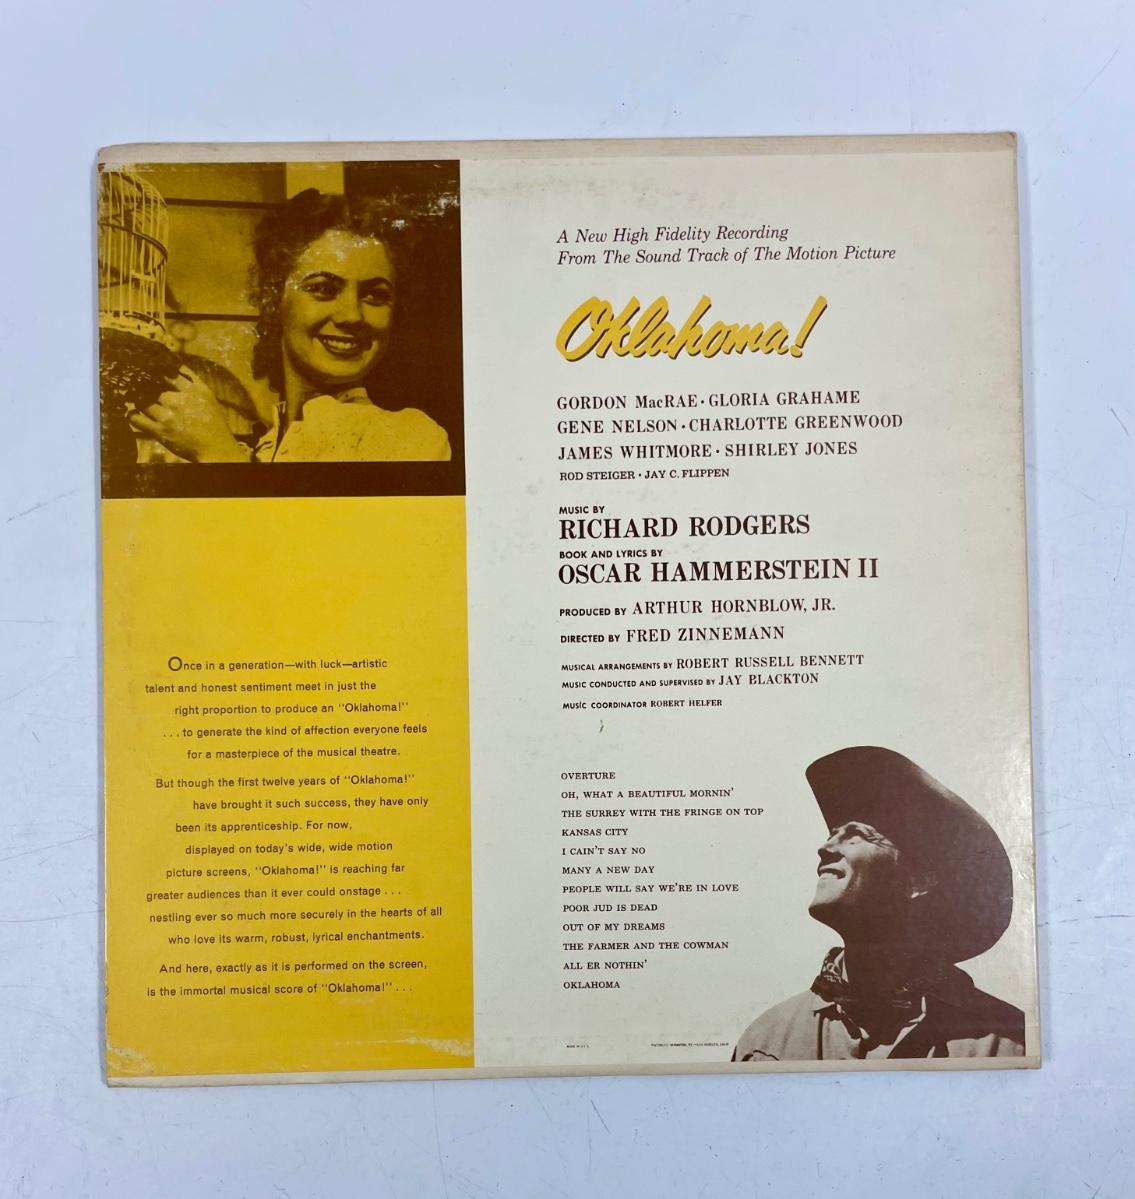 A New High Fidelity Recording
From The Sound Track of The Motion Picture
Oklahoma!
GORDON MacRAE · GLORIA GRAHAME
GENE NELSON · CHARLOTTE GREENWOOD
JAMES WHITMORE · SHIRLEY JONES
ROD STEIGER · JAY C. FLIPPEN
MUSIC BY
RICHARD RODGERS
BOOK AND LYRICS BY
OSCAR HAMMERSTEIN II
PRODUCED BY ARTHUR HORNBLOW, JR.
DIRECTED BY FRED ZINNEMANN
MUSICAL ARRANGEMENTS BY ROBERT RUSSELL BENNETT
MUSIC CONDUCTED AND SUPERVISED BY JAY BLACKTON
MUSIC COORDINATOR ROBERT HELFER
OVERTURE
OH, WHAT A BEAUTIFUL MORNIN'
THE SURREY WITH THE FRINGE ON TOP
KANSAS CITY
I CAIN'T SAY NO
MANY A NEW DAY
PEOPLE WILL SAY WE'RE IN LOVE
POOR JUD IS DEAD
OUT OF MY DREAMS
THE FARMER AND THE COWMAN
ALL ER NOTHIN'
OKLAHOMA
Once in a generation—with luck—artistic
talent and honest sentiment meet in just the
right proportion to produce an "Oklahoma!"
...to generate the kind of affection everyone feels
for a masterpiece of the musical theatre.
But though the first twelve years of "Oklahoma!"
have brought it such success, they have only
been its apprenticeship. For now,
displayed on today's wide, wide motion
picture screens, "Oklahoma!" is reaching far
greater audiences than it ever could onstage...
nestling ever so much more securely in the hearts of all
who love its warm, robust, lyrical enchantments.
And here, exactly as it is performed on the screen,
is the immortal musical score of "Oklahoma!"...